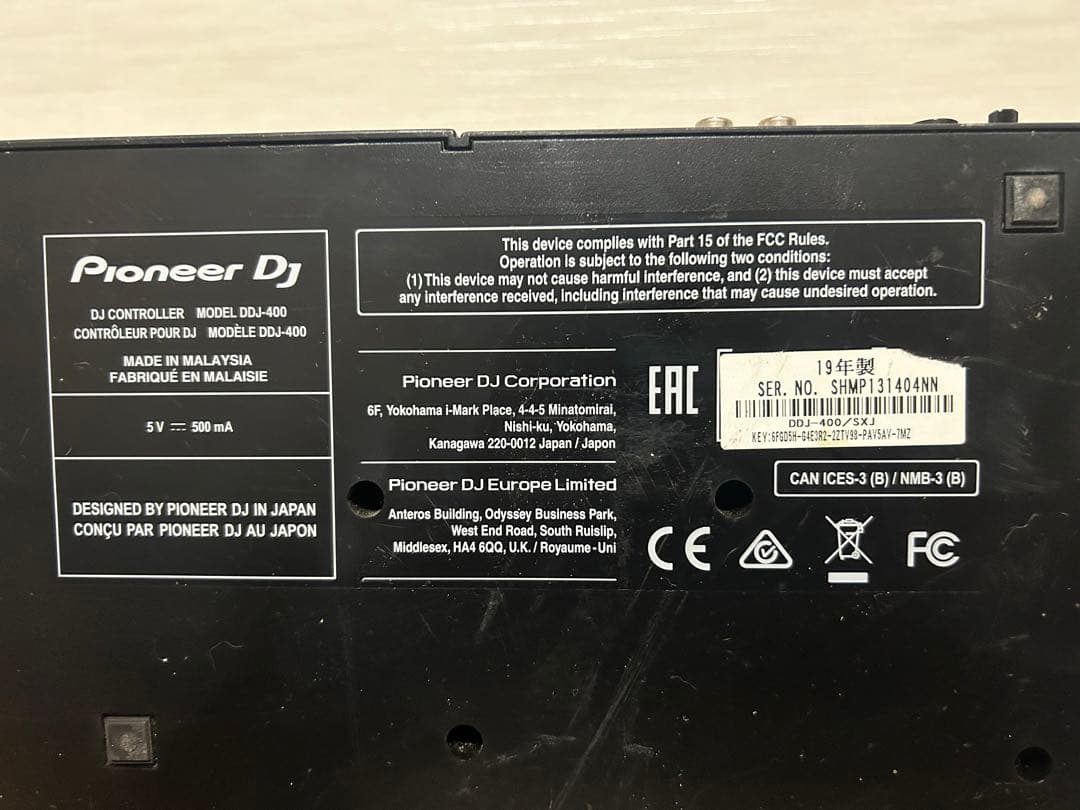 Pioneer Dj
DJ CONTROLLER MODEL DDJ-400
CONTRÔLEUR POUR DJ MODÈLE DDJ-400
MADE IN MALAYSIA
FABRIQUÉ EN MALAISIE
5 V ⎓ 500 mA
DESIGNED BY PIONEER DJ IN JAPAN
CONÇU PAR PIONEER DJ AU JAPON
This device complies with Part 15 of the FCC Rules.
Operation is subject to the following two conditions:
(1) This device may not cause harmful interference, and (2) this device must accept
any interference received, including interference that may cause undesired operation.
Pioneer DJ Corporation
6F, Yokohama i-Mark Place, 4-4-5 Minatomirai,
Nishi-ku, Yokohama,
Kanagawa 220-0012 Japan / Japon
Pioneer DJ Europe Limited
Anteros Building, Odyssey Business Park,
West End Road, South Ruislip,
Middlesex, HA4 6QQ, U.K. / Royaume-Uni
EAC
19年製
SER. NO. SHMP131404NN
DDJ-400/SXJ
KEY:6FGD5H-G4E3R2-2ZTV98-PAV5AV-7MZ
CAN ICES-3 (B) / NMB-3 (B)
CE
FC